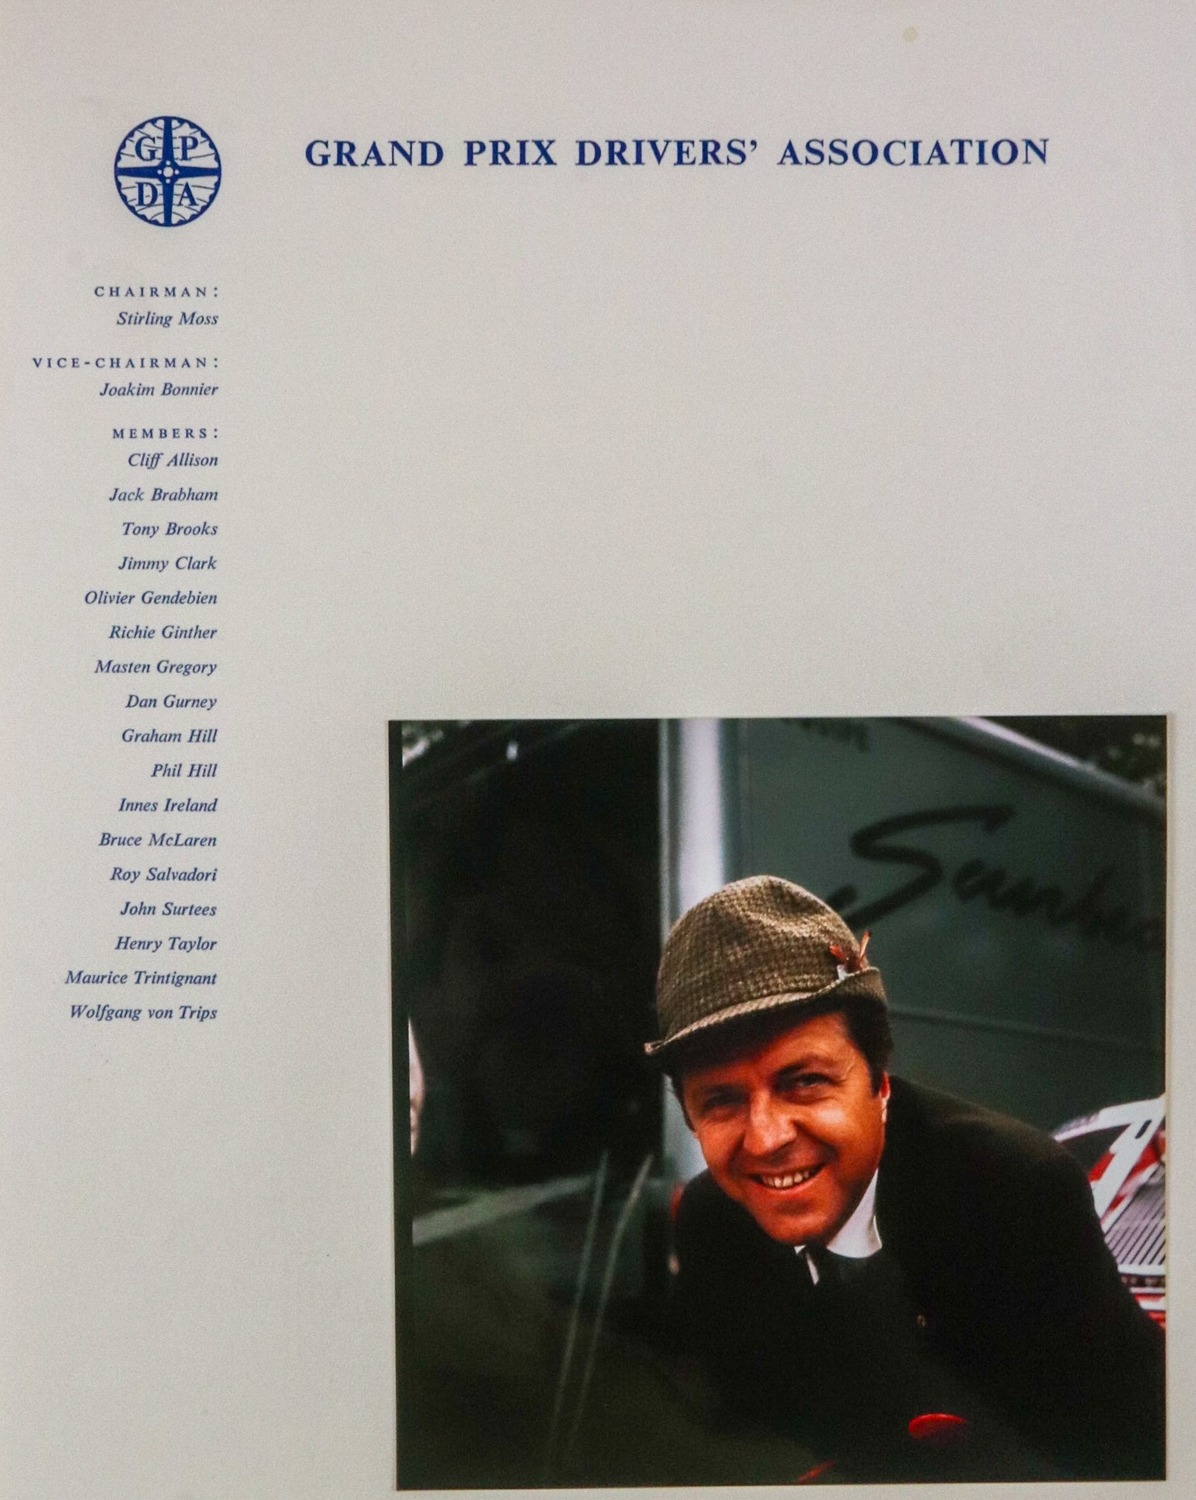 G P
D A
GRAND PRIX DRIVERS’ ASSOCIATION
CHAIRMAN:
Stirling Moss
VICE-CHAIRMAN:
Joakim Bonnier
MEMBERS:
Cliff Allison
Jack Brabham
Tony Brooks
Jimmy Clark
Olivier Gendebien
Richie Ginther
Masten Gregory
Dan Gurney
Graham Hill
Phil Hill
Innes Ireland
Bruce McLaren
Roy Salvadori
John Surtees
Henry Taylor
Maurice Trintignant
Wolfgang von Trips